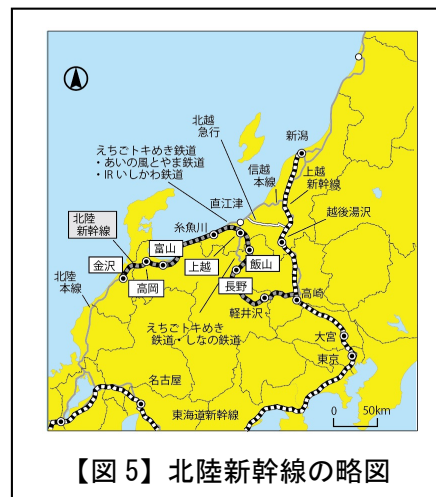 北越
急行
新潟
えちごトキめき鉄道
・あいの風とやま鉄道
・IRいしかわ鉄道
信越
本線
上越
新幹線
直江津
糸魚川
越後湯沢
北陸
新幹線
富山
金沢
上越
飯山
高岡
長野
北陸
本線
軽井沢
高崎
えちごトキめき
鉄道・しなの鉄道
大宮
東京
名古屋
東海道新幹線
0 50km
【図5】北陸新幹線の略図